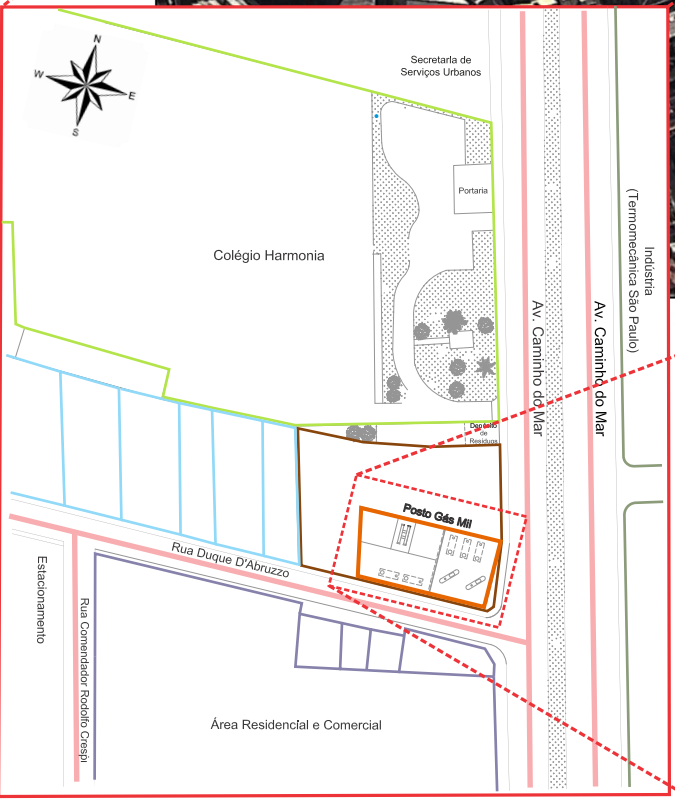 N
W
E
S
Secretaria de
Serviços Urbanos
Portaria
Colégio Harmonia
Indústria
(Termomecânica São Paulo)
Av. Caminho do Mar
Av. Caminho do Mar
Depósito
de
Resíduos
Posto Gás Mil
Rua Duque D'Abruzzo
Estacionamento
Rua Comendador Rodolfo Crespi
Área Residencial e Comercial